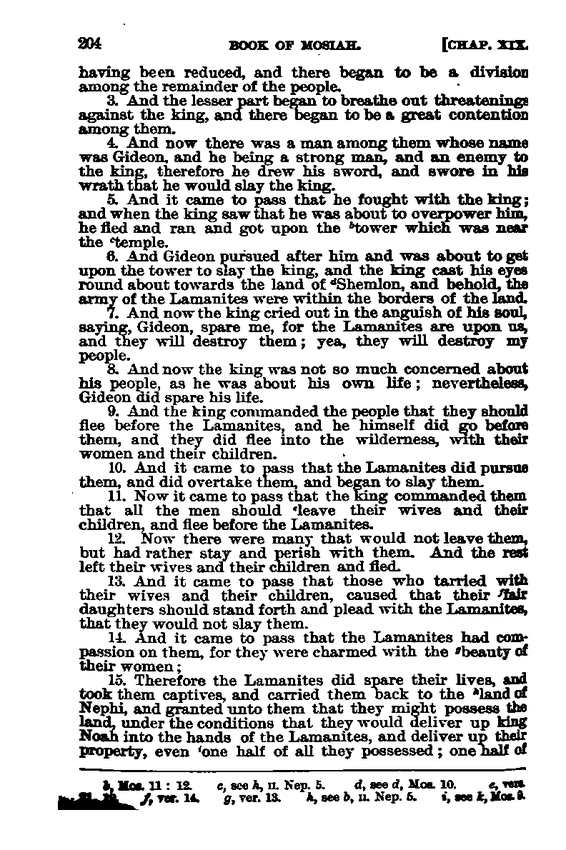 204 BOOK OF MOSIAH. [CHAP. XIX.
having been reduced, and there began to be a division
among the remainder of the people.
3. And the lesser part began to breathe out threatenings
against the king, and there began to be a great contention
among them.
4. And now there was a man among them whose name
was Gideon, and he being a strong man, and an enemy to
the king, therefore he drew his sword, and swore in his
wrath that he would slay the king.
5. And it came to pass that he fought with the king;
and when the king saw that he was about to overpower him,
he fled and ran and got upon the ᵇtower which was near
the ᶜtemple.
6. And Gideon pursued after him and was about to get
upon the tower to slay the king, and the king cast his eyes
round about towards the land of ᵈShemlon, and behold, the
army of the Lamanites were within the borders of the land.
7. And now the king cried out in the anguish of his soul,
saying, Gideon, spare me, for the Lamanites are upon us,
and they will destroy them; yea, they will destroy my
people.
8. And now the king was not so much concerned about
his people, as he was about his own life; nevertheless,
Gideon did spare his life.
9. And the king commanded the people that they should
flee before the Lamanites, and he himself did go before
them, and they did flee into the wilderness, with their
women and their children.
10. And it came to pass that the Lamanites did pursue
them, and did overtake them, and began to slay them.
11. Now it came to pass that the king commanded them
that all the men should ᵉleave their wives and their
children, and flee before the Lamanites.
12. Now there were many that would not leave them,
but had rather stay and perish with them. And the rest
left their wives and their children and fled.
13. And it came to pass that those who tarried with
their wives and their children, caused that their ᶠfair
daughters should stand forth and plead with the Lamanites,
that they would not slay them.
14. And it came to pass that the Lamanites had com-
passion on them, for they were charmed with the ᵍbeauty of
their women;
15. Therefore the Lamanites did spare their lives, and
took them captives, and carried them back to the ʰland of
Nephi, and granted unto them that they might possess the
land, under the conditions that they would deliver up king
Noah into the hands of the Lamanites, and deliver up their
property, even ⁱone half of all they possessed; one half of
b, Mos. 11 : 12. c, see h, II. Nep. 5. d, see d, Mos. 10. e, vers.
f, ver. 14. g, ver. 13. h, see b, II. Nep. 5. i, see k, Mos. 9.